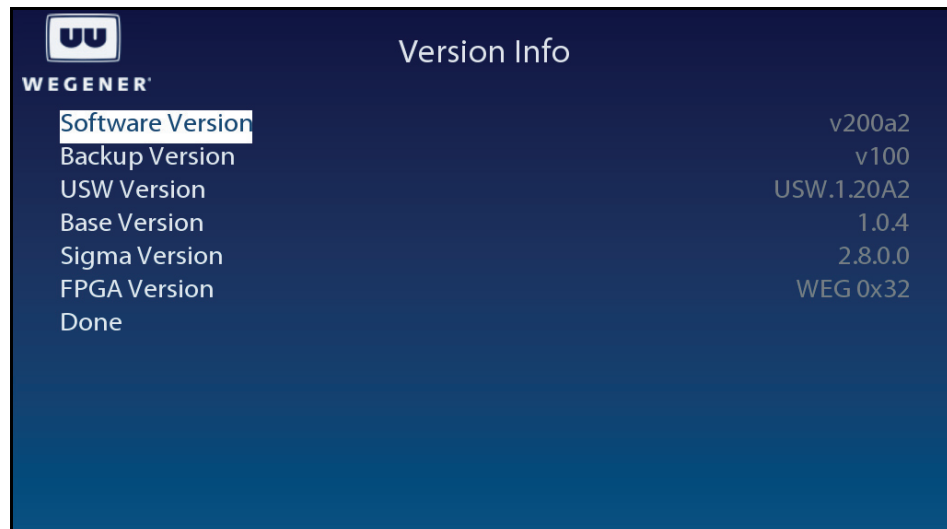 UU
WEGENER®
Version Info
Software Version v200a2
Backup Version v100
USW Version USW.1.20A2
Base Version 1.0.4
Sigma Version 2.8.0.0
FPGA Version WEG 0x32
Done